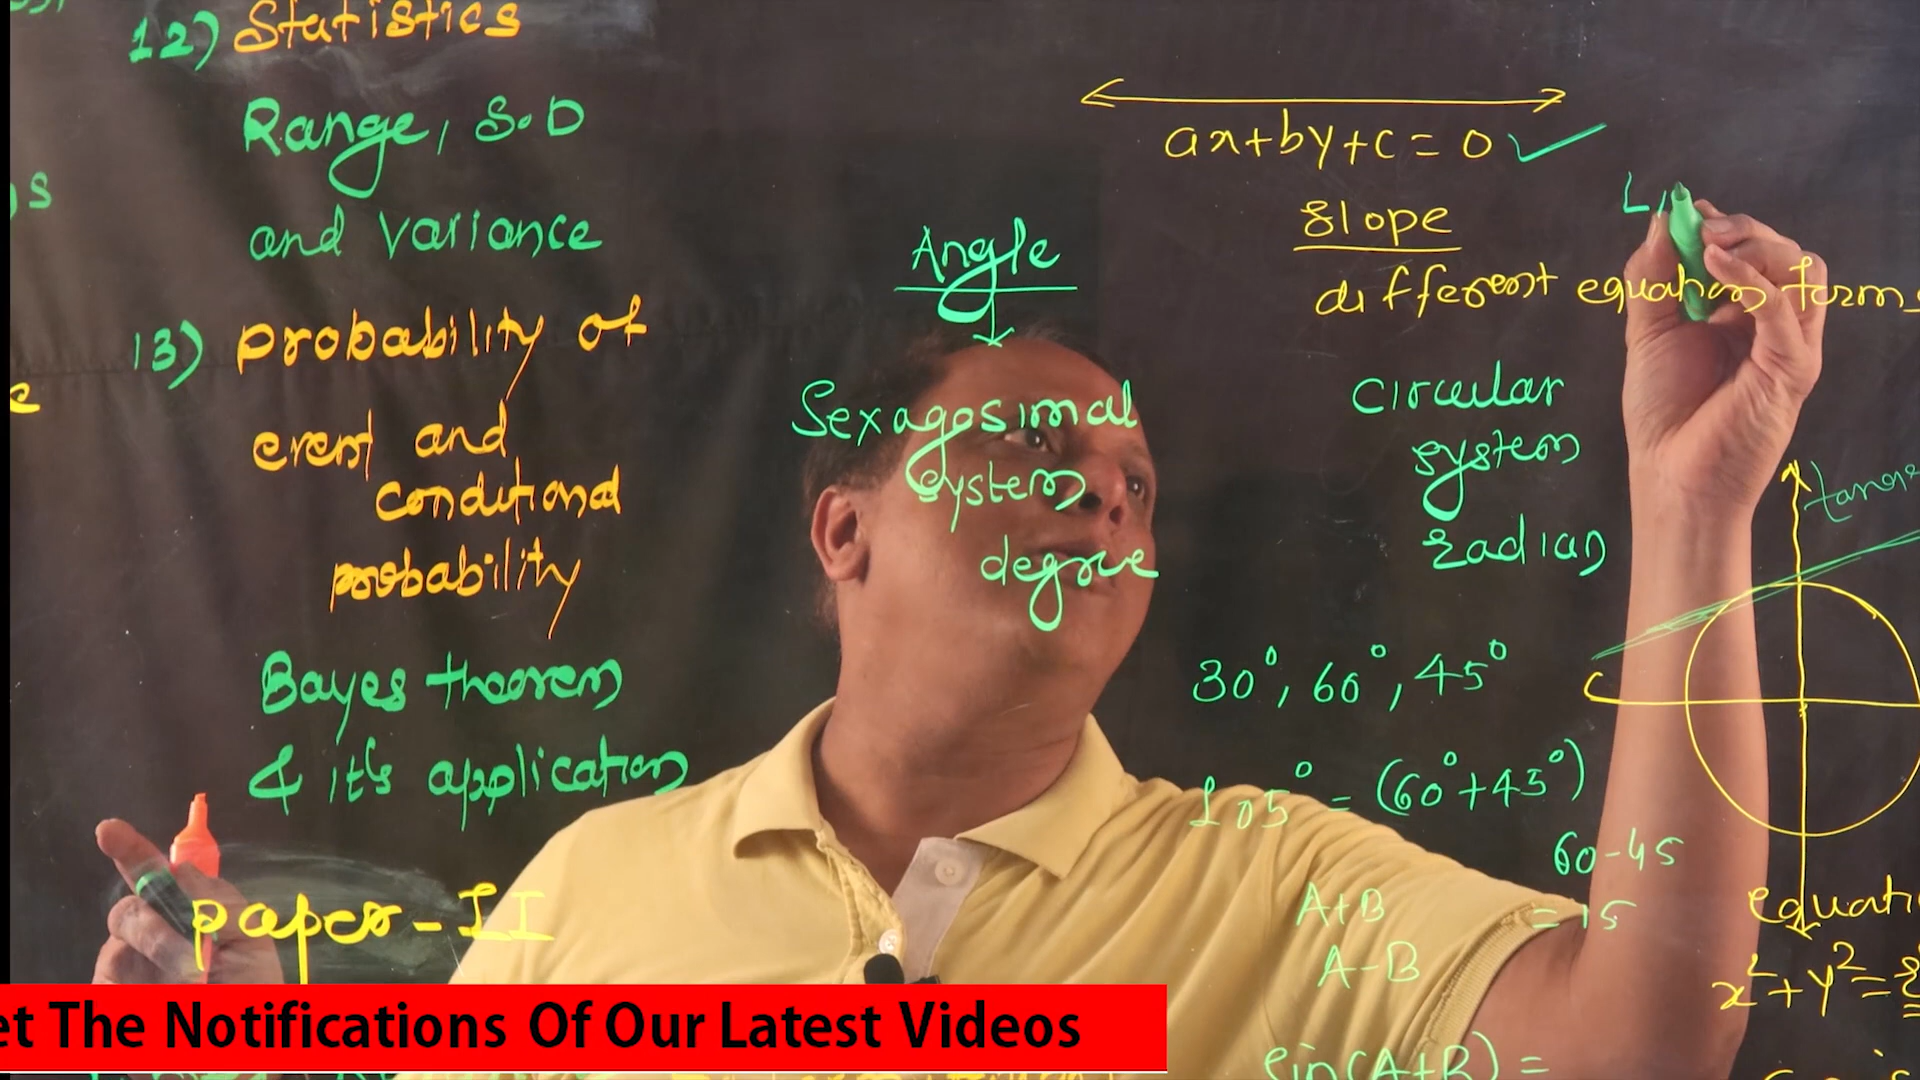 12) Statistics
Range, S.D
and variance
13) probability of
event and
conditional
probability
Bayes theorem
& it's application
paper-II
Angle
Sexagesimal
system
degree
ax+by+c=0 ✓
slope
different equation forms
circular
system
radian
30°, 60°, 45°
105° = (60°+45°)
60-45
= 15
A+B
A-B
sin(A+B) =
x²+y²=
The Notifications Of Our Latest Videos